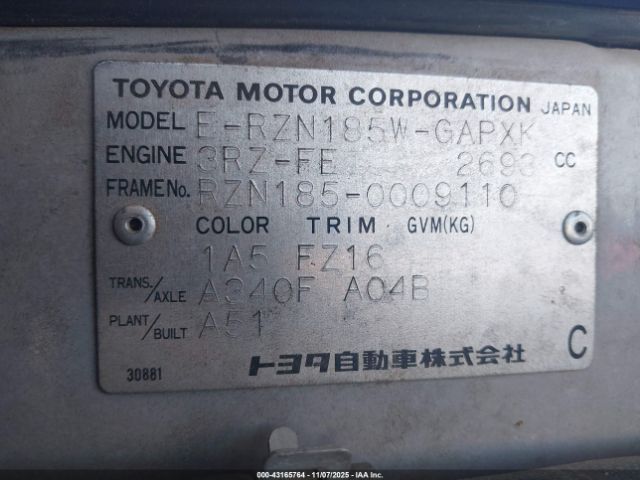 TOYOTA MOTOR CORPORATION JAPAN
MODEL E-RZN185W-GAPXK
ENGINE 3RZ-FE 2693 CC
FRAME No. RZN185-0009110
COLOR TRIM GVM(KG)
1A5 FZ16
TRANS./AXLE A340F A04B
PLANT/BUILT A51
C
30881 トヨタ自動車株式会社
000-43165764 - 11/07/2025 - IAA Inc.